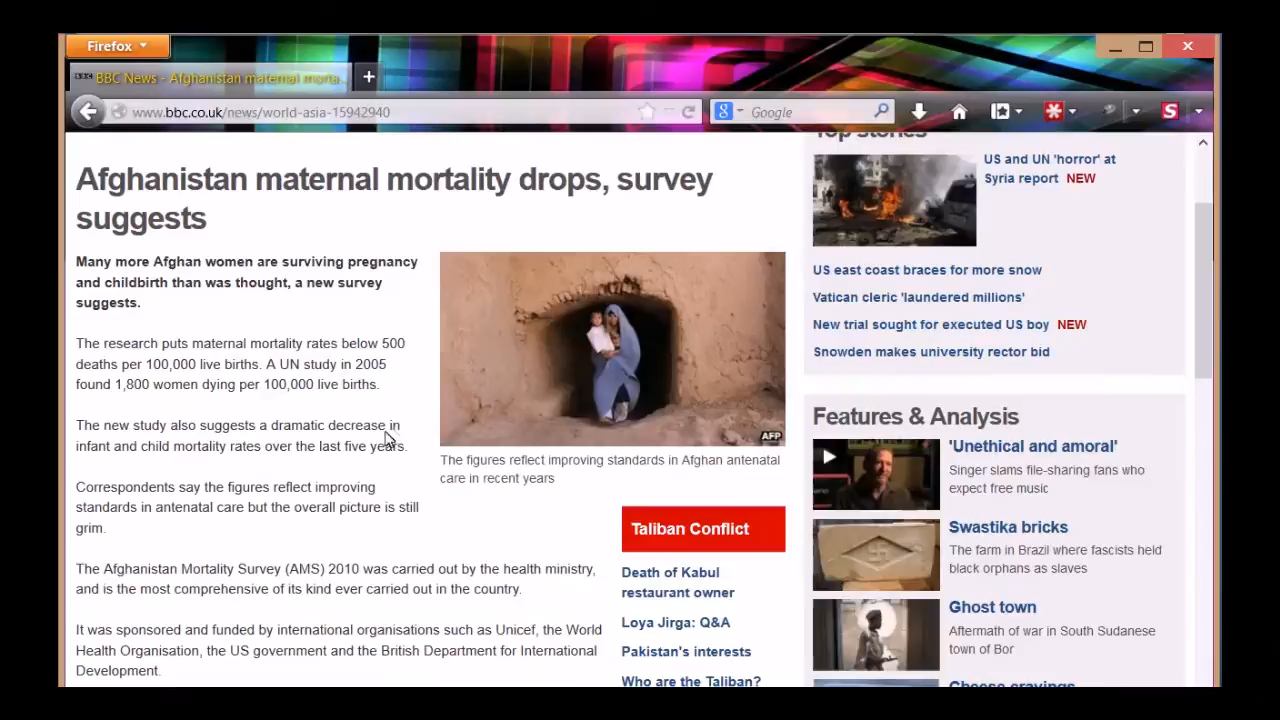 Firefox
BBC News - Afghanistan maternal morta...
www.bbc.co.uk/news/world-asia-15942940
Google
Afghanistan maternal mortality drops, survey
suggests
Many more Afghan women are surviving pregnancy
and childbirth than was thought, a new survey
suggests.
The research puts maternal mortality rates below 500
deaths per 100,000 live births. A UN study in 2005
found 1,800 women dying per 100,000 live births.
The new study also suggests a dramatic decrease in
infant and child mortality rates over the last five years.
Correspondents say the figures reflect improving
standards in antenatal care but the overall picture is still
grim.
The Afghanistan Mortality Survey (AMS) 2010 was carried out by the health ministry,
and is the most comprehensive of its kind ever carried out in the country.
It was sponsored and funded by international organisations such as Unicef, the World
Health Organisation, the US government and the British Department for International
Development.
AFP
The figures reflect improving standards in Afghan antenatal
care in recent years
Taliban Conflict
Death of Kabul
restaurant owner
Loya Jirga: Q&A
Pakistan's interests
Who are the Taliban?
Top stories
US and UN 'horror' at
Syria report NEW
US east coast braces for more snow
Vatican cleric 'laundered millions'
New trial sought for executed US boy NEW
Snowden makes university rector bid
Features & Analysis
'Unethical and amoral'
Singer slams file-sharing fans who
expect free music
Swastika bricks
The farm in Brazil where fascists held
black orphans as slaves
Ghost town
Aftermath of war in South Sudanese
town of Bor
Cheese cravings